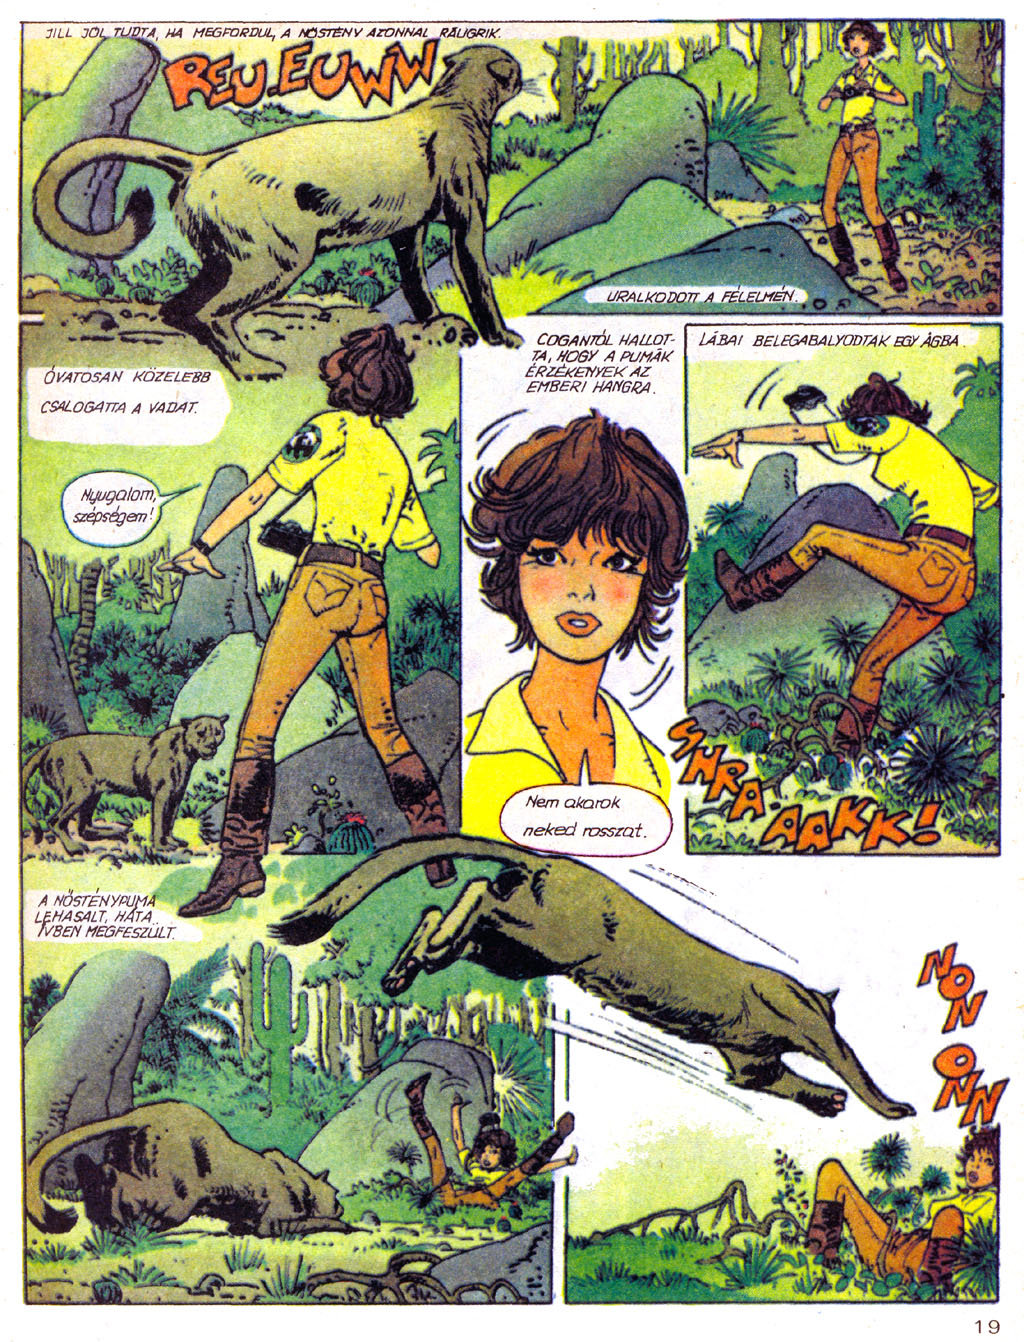 JILL JÓL TUDTA, HA MEGFORDUL, A NŐSTÉNY AZONNAL RÁUGRIK.
REU.EUWW
URALKODOTT A FÉLELMÉN.
ÓVATOSAN KÖZELEBB
CSALOGATTA A VADAT.
Nyugalom,
szépségem!
COGANTÓL HALLOT-
TA, HOGY A PUMÁK
ÉRZÉKENYEK AZ
EMBERI HANGRA.
Nem akarok
neked rosszat.
LÁBAI BELEGABALYODTAK EGY ÁGBA
SHRA-AAKK!
A NŐSTÉNYPUMA
LEHASALT, HÁTA
ÍVBEN MEGFESZÜLT.
NON
ONN
19